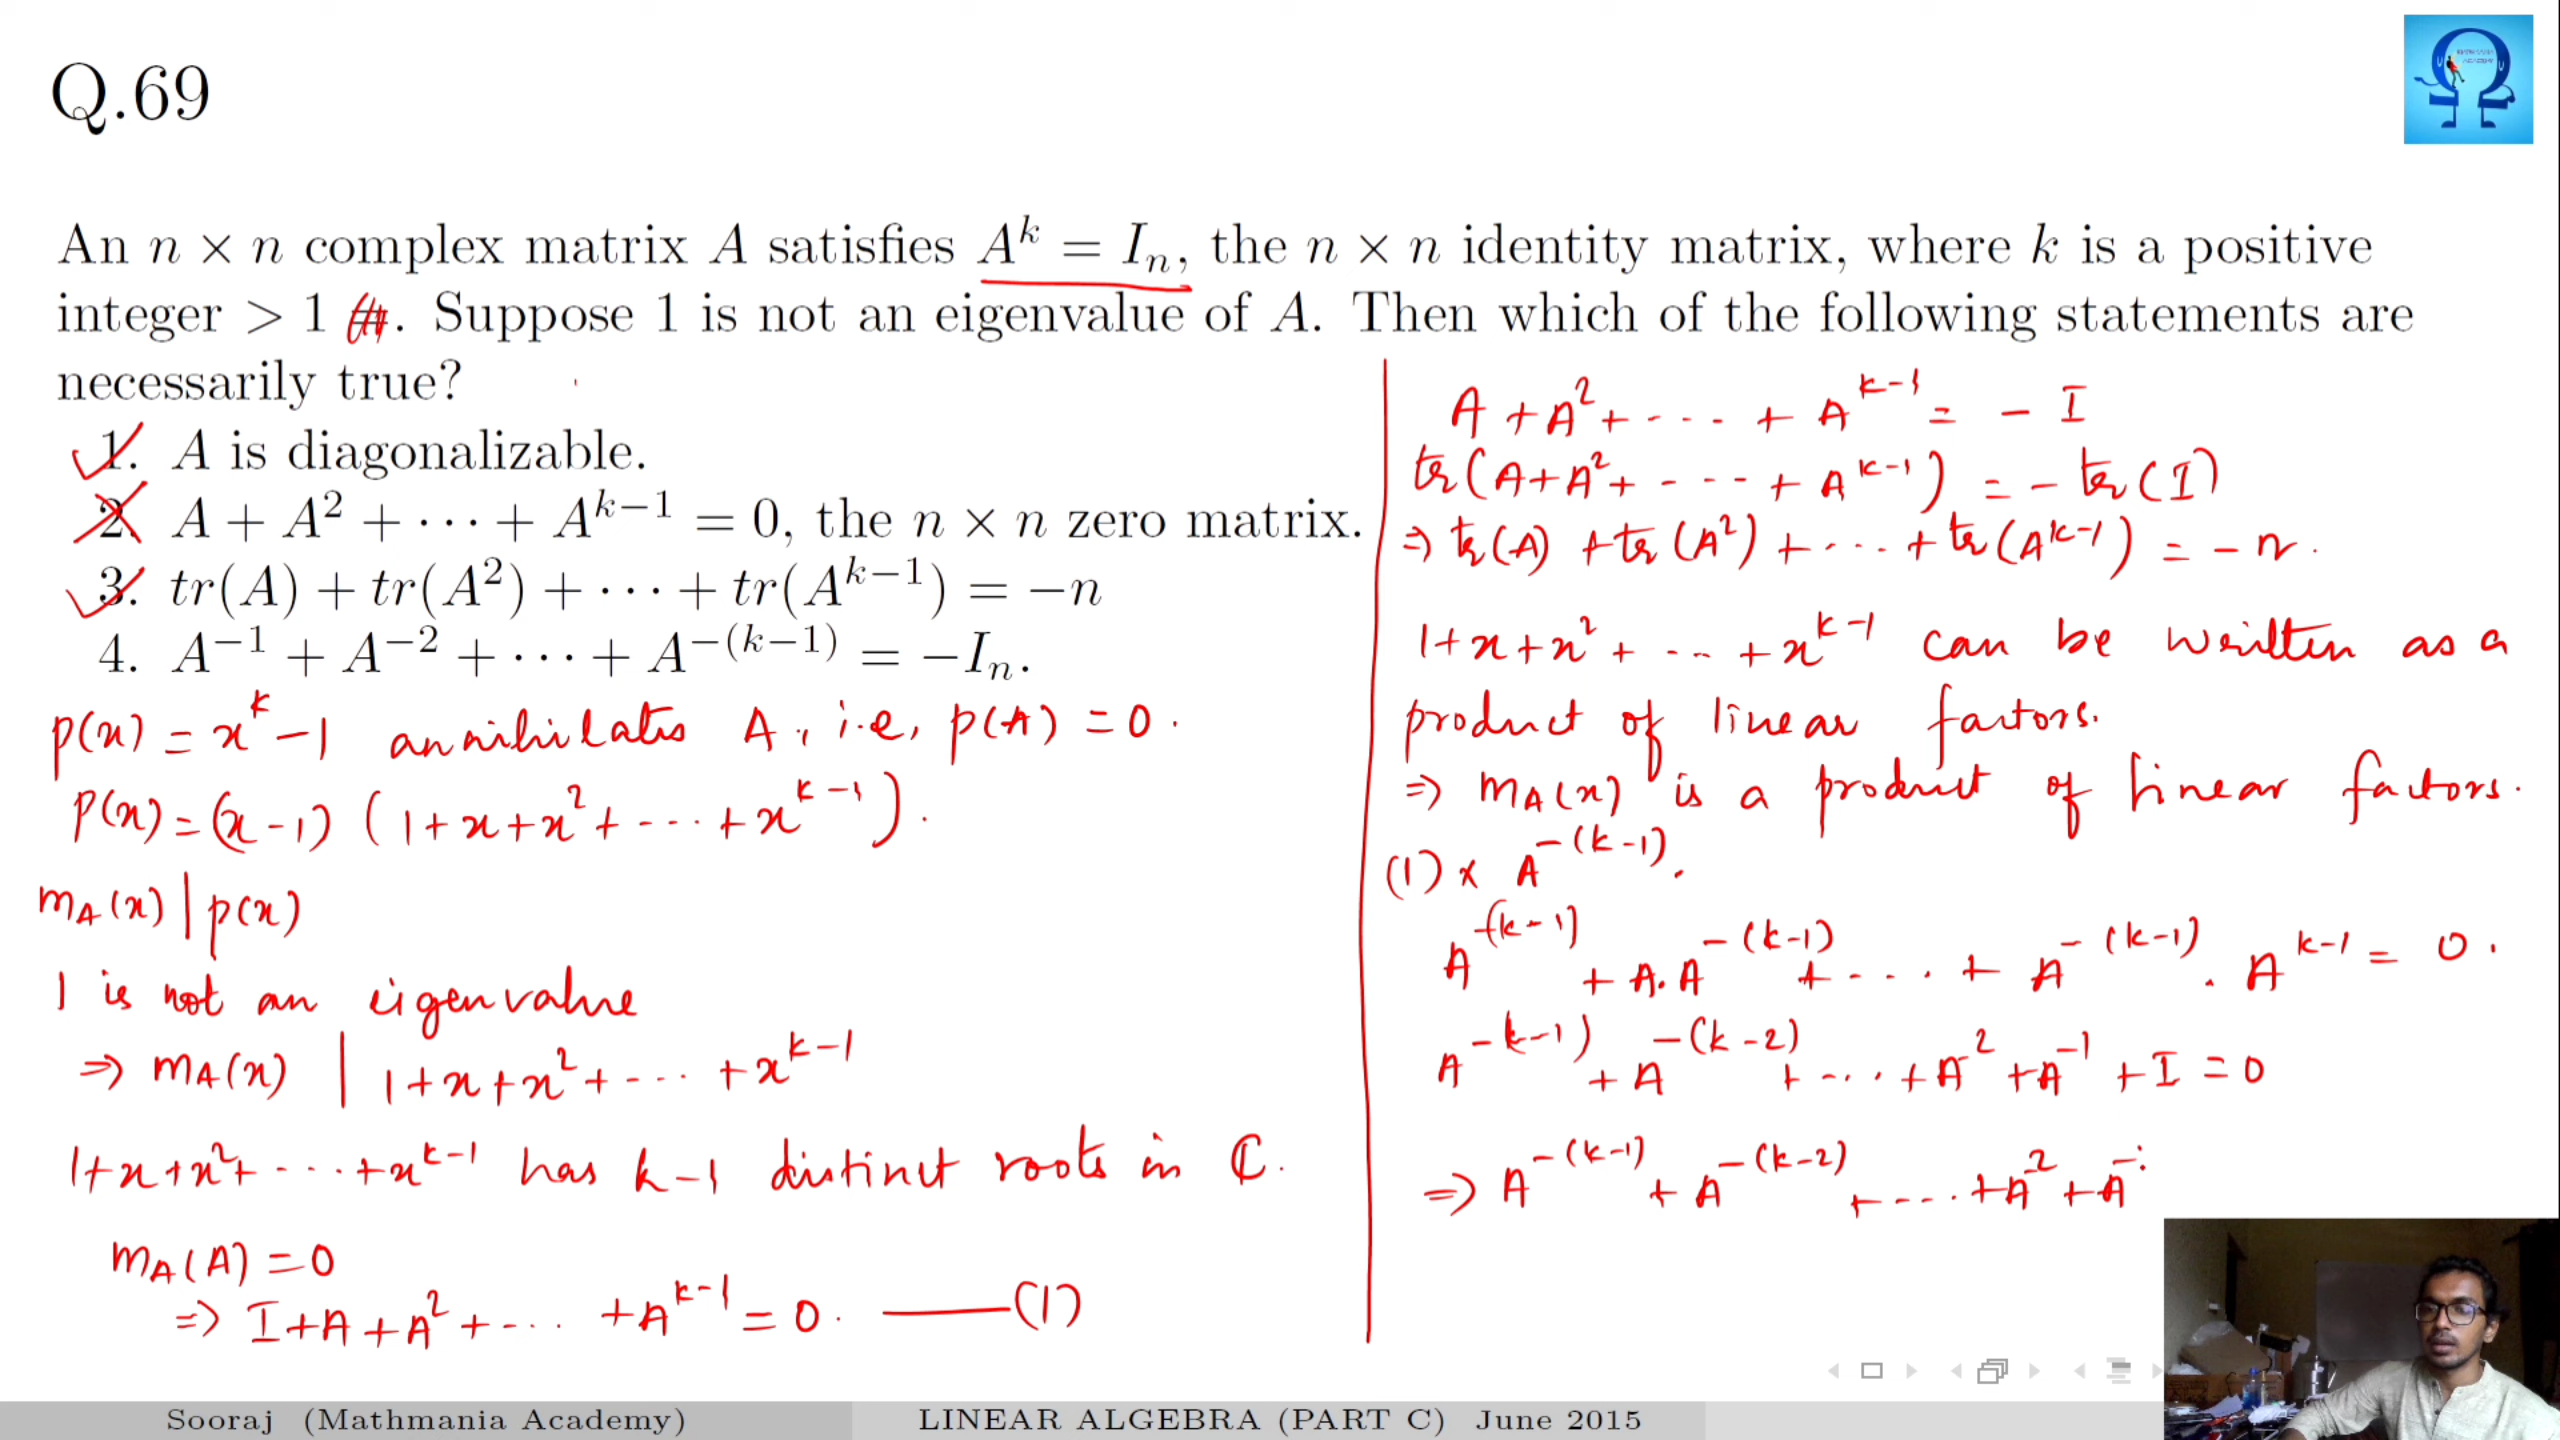 Q.69
An n × n complex matrix A satisfies A^k = I_n, the n × n identity matrix, where k is a positive
integer > 1. Suppose 1 is not an eigenvalue of A. Then which of the following statements are
necessarily true?
1. A is diagonalizable.
2. A + A^2 + ··· + A^{k−1} = 0, the n × n zero matrix.
3. tr(A) + tr(A^2) + ··· + tr(A^{k−1}) = −n
4. A^{−1} + A^{−2} + ··· + A^{−(k−1)} = −I_n.
p(x) = x^k − 1 annihilates A, i.e, p(A) = 0.
p(x) = (x−1) (1+x+x^2+ ---- +x^{k−1}).
m_A(x) | p(x)
1 is not an eigenvalue
⇒ m_A(x) | 1+x+x^2+ ---- +x^{k−1}
1+x+x^2+ ---- +x^{k−1} has k−1 distinct roots in ℂ.
m_A(A) = 0
⇒ I+A+A^2+ ---- +A^{k−1} = 0. ——(1)
A + A^2 + ---- + A^{k−1} = − I
tr(A+A^2+ ---- + A^{k−1}) = − tr(I)
⇒ tr(A) + tr(A^2) + ---- + tr(A^{k−1}) = − n.
1+x+x^2+ ---- +x^{k−1} can be written as a
product of linear factors.
⇒ m_A(x) is a product of linear factors.
(1) × A^{−(k−1)}.
A^{−(k−1)} + A.A^{−(k−1)} + ---- + A^{−(k−1)}.A^{k−1} = 0.
A^{−(k−1)} + A^{−(k−2)} + ---- + A^{−2} + A^{−1} + I = 0
⇒ A^{−(k−1)} + A^{−(k−2)} + ---- + A^{−2} + A^{−
Sooraj (Mathmania Academy)
LINEAR ALGEBRA (PART C) June 2015